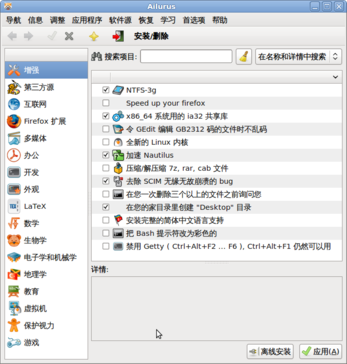 Ailurus
导航 信息 调整 应用程序 软件源 恢复 学习 首选项 帮助
安装/删除
搜索项目:
在名称和详情中搜索
增强
第三方源
互联网
Firefox 扩展
多媒体
办公
开发
外观
LaTeX
数学
生物学
电子学和机械学
地理学
教育
虚拟机
保护视力
游戏
NTFS-3g
Speed up your firefox
x86_64 系统用的 ia32 共享库
令 GEdit 编辑 GB2312 码的文件时不乱码
全新的 Linux 内核
加速 Nautilus
压缩/解压缩 7z, rar, cab 文件
去除 SCIM 无缘无故崩溃的 bug
在您一次删除三个以上的文件之前询问您
在您的家目录里创建 "Desktop" 目录
安装完整的简体中文语言支持
把 Bash 提示符改为彩色的
禁用 Getty ( Ctrl+Alt+F2 ... F6 ), Ctrl+Alt+F1 仍然可以用
详情:
离线安装
应用(A)